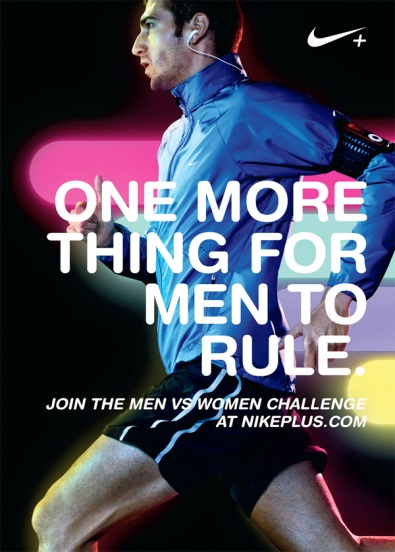 +
ONE MORE
THING FOR
MEN TO
RULE.
JOIN THE MEN VS WOMEN CHALLENGE
AT NIKEPLUS.COM